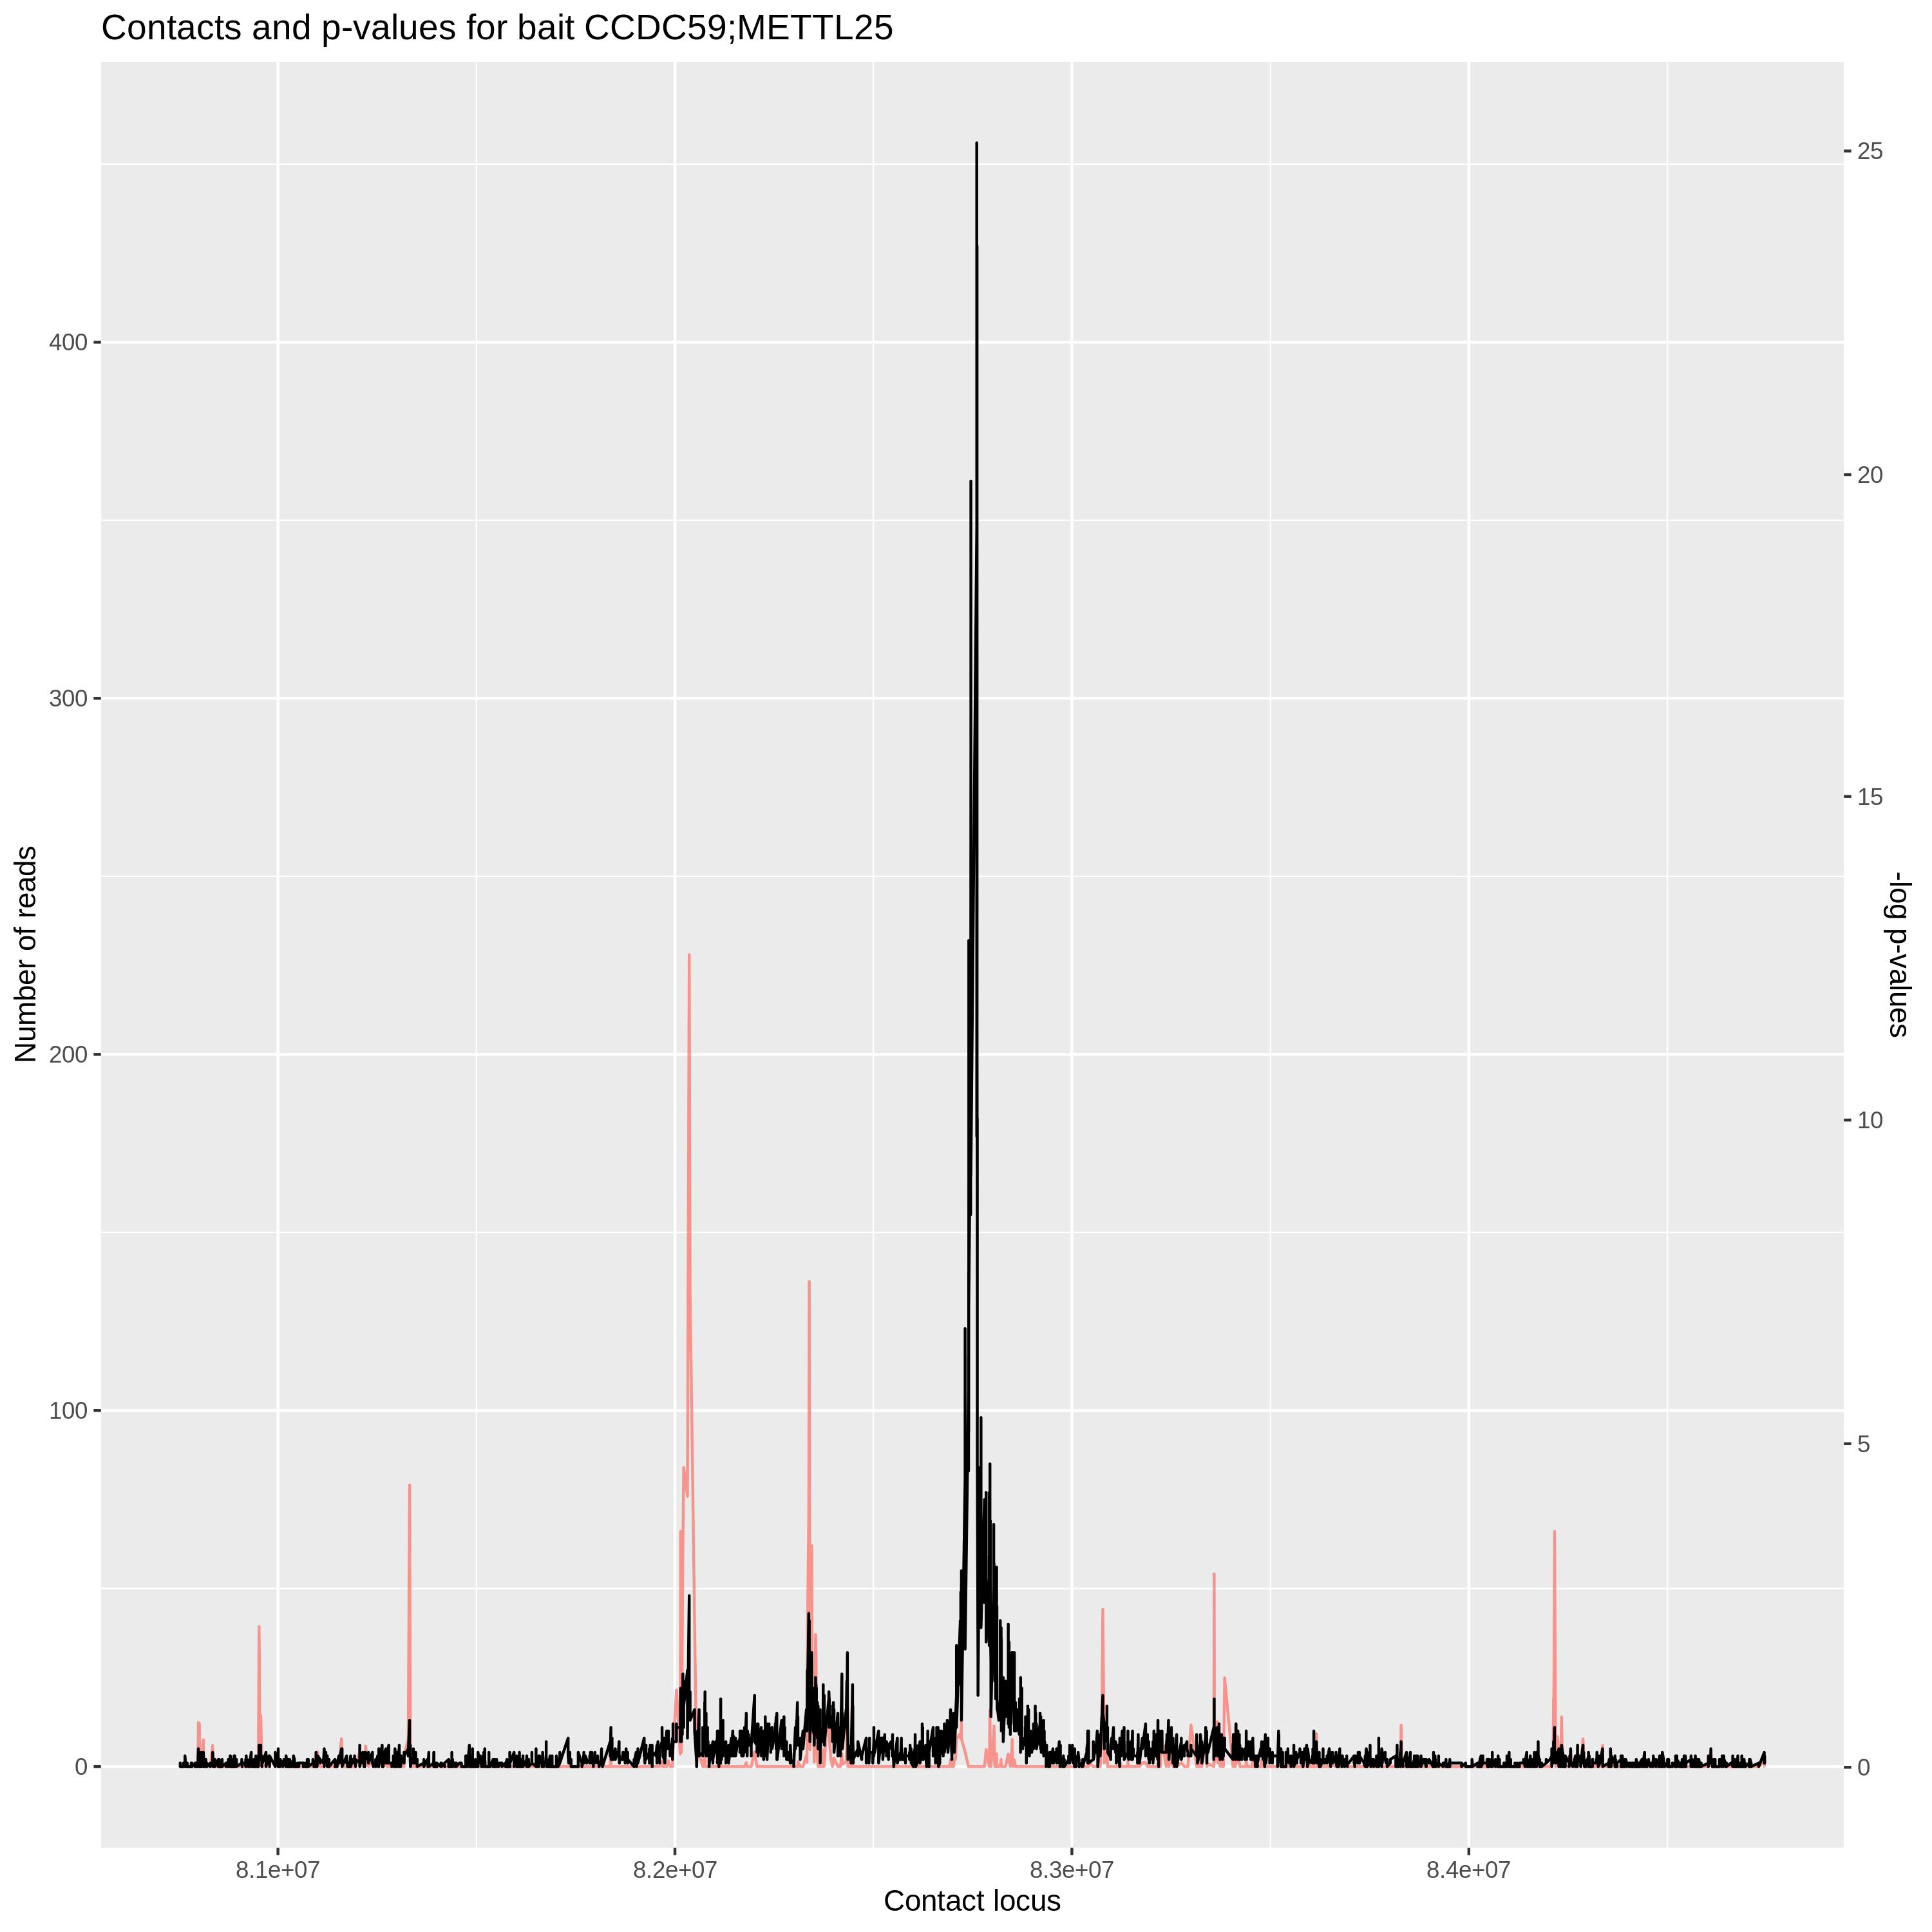 Contacts and p-values for bait CCDC59;METTL25
Number of reads
400
300
200
100
0
25
20
15
10
5
0
-log p-values
8.1e+07 8.2e+07 8.3e+07 8.4e+07
Contact locus